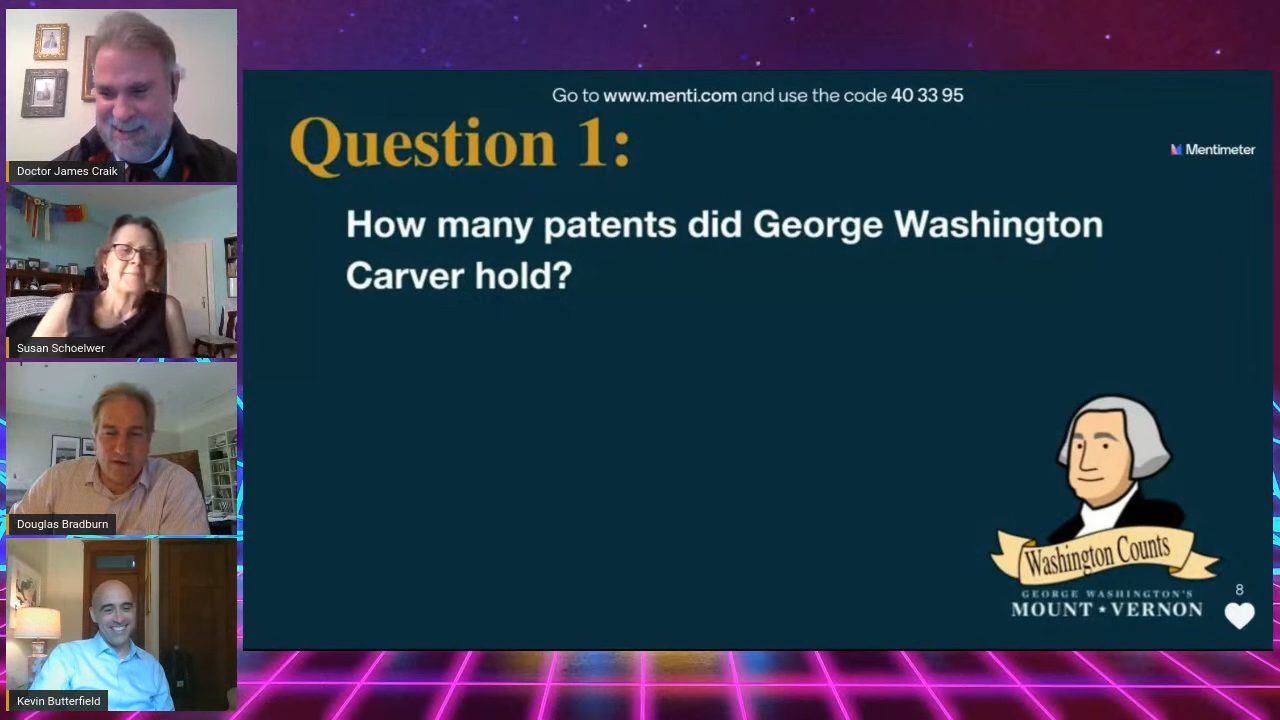 Go to www.menti.com and use the code 40 33 95
Question 1:
Mentimeter
How many patents did George Washington
Carver hold?
Washington Counts
GEORGE WASHINGTON'S
MOUNT ★ VERNON
8
Doctor James Craik
Susan Schoelwer
Douglas Bradburn
Kevin Butterfield